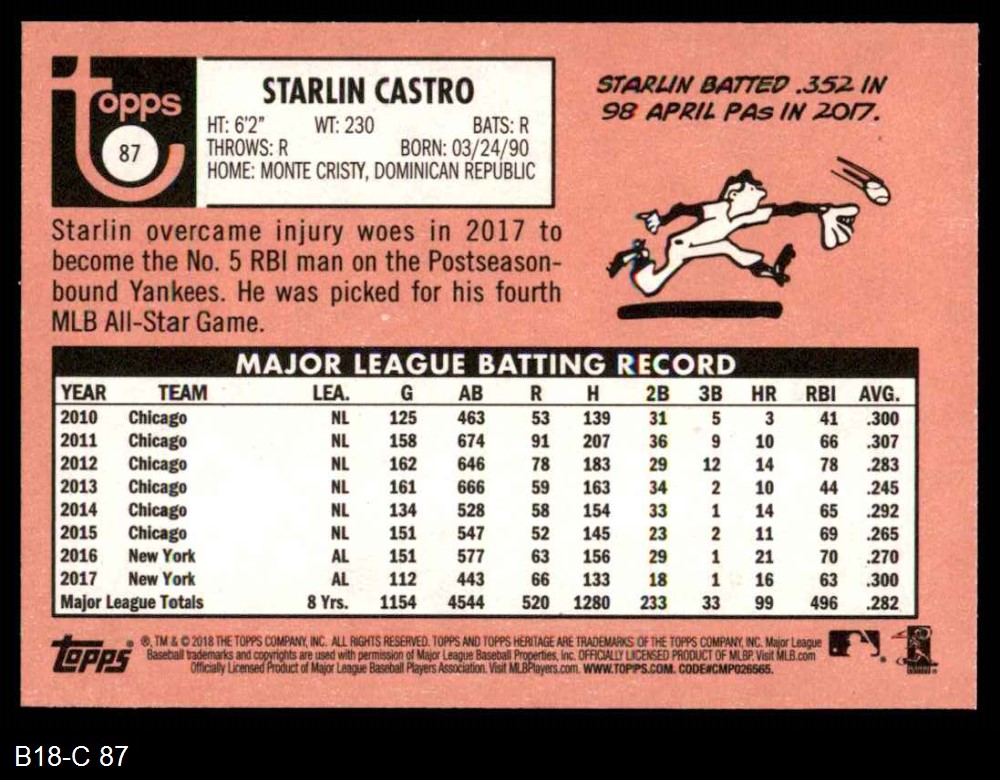 topps
87
STARLIN CASTRO
HT: 6'2" WT: 230 BATS: R
THROWS: R BORN: 03/24/90
HOME: MONTE CRISTY, DOMINICAN REPUBLIC
STARLIN BATTED .352 IN
98 APRIL PAS IN 2017.
Starlin overcame injury woes in 2017 to
become the No. 5 RBI man on the Postseason-
bound Yankees. He was picked for his fourth
MLB All-Star Game.
MAJOR LEAGUE BATTING RECORD
YEAR TEAM LEA. G AB R H 2B 3B HR RBI AVG.
2010 Chicago NL 125 463 53 139 31 5 3 41 .300
2011 Chicago NL 158 674 91 207 36 9 10 66 .307
2012 Chicago NL 162 646 78 183 29 12 14 78 .283
2013 Chicago NL 161 666 59 163 34 2 10 44 .245
2014 Chicago NL 134 528 58 154 33 1 14 65 .292
2015 Chicago NL 151 547 52 145 23 2 11 69 .265
2016 New York AL 151 577 63 156 29 1 21 70 .270
2017 New York AL 112 443 66 133 18 1 16 63 .300
Major League Totals 8 Yrs. 1154 4544 520 1280 233 33 99 496 .282
topps ® ®, TM & © 2018 THE TOPPS COMPANY, INC. ALL RIGHTS RESERVED. TOPPS AND TOPPS HERITAGE ARE TRADEMARKS OF THE TOPPS COMPANY, INC. Major League
Baseball trademarks and copyrights are used with permission of Major League Baseball Properties, Inc. OFFICIALLY LICENSED PRODUCT OF MLBP. Visit MLB.com
Officially Licensed Product of Major League Baseball Players Association. Visit MLBPlayers.com. WWW.TOPPS.COM. CODE#CMP026565.
B18-C 87